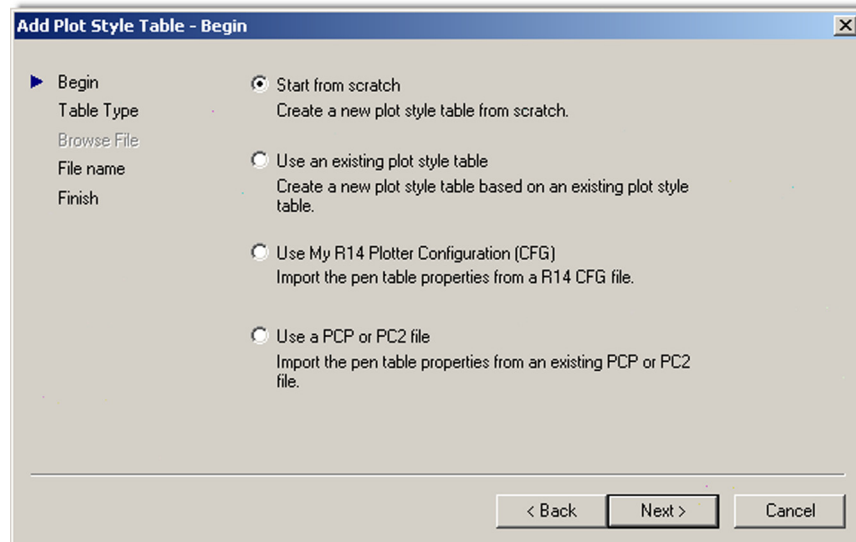 Add Plot Style Table - Begin
Begin
Table Type
Browse File
File name
Finish
Start from scratch
Create a new plot style table from scratch.
Use an existing plot style table
Create a new plot style table based on an existing plot style
table.
Use My R14 Plotter Configuration (CFG)
Import the pen table properties from a R14 CFG file.
Use a PCP or PC2 file
Import the pen table properties from an existing PCP or PC2
file.
< Back
Next >
Cancel